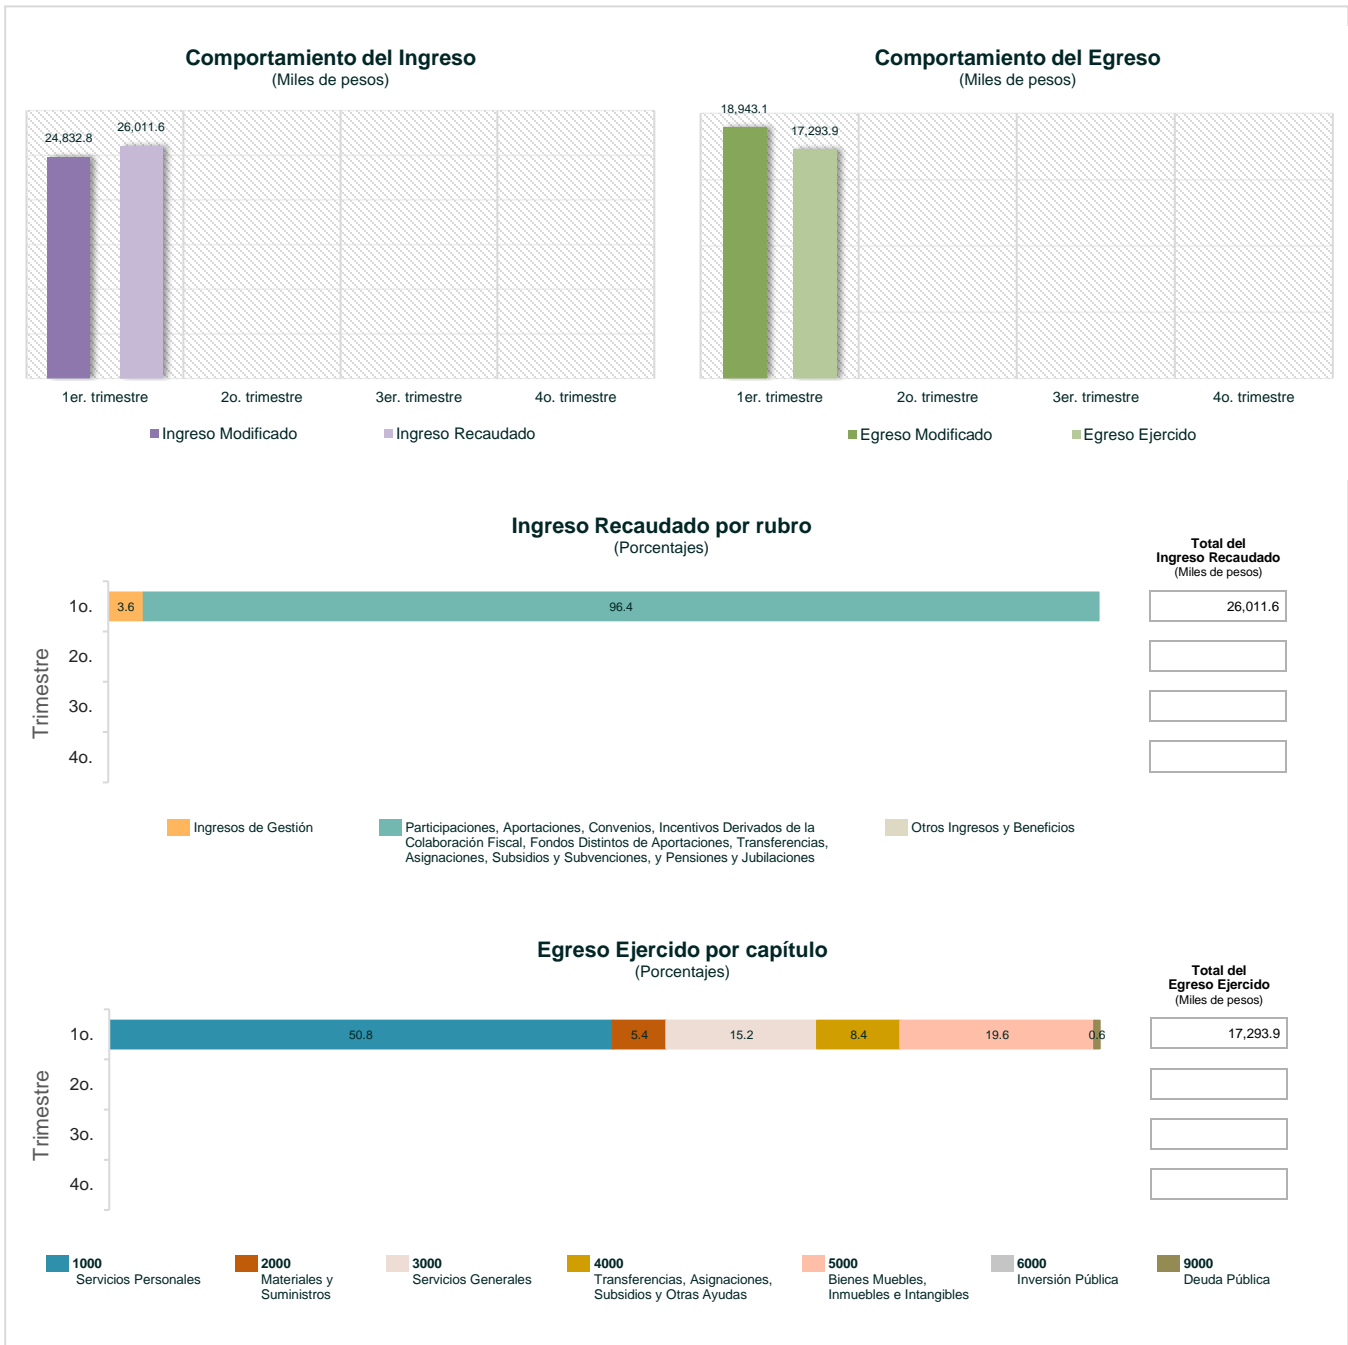 Comportamiento del Ingreso
(Miles de pesos)
24,832.8
26,011.6
1er. trimestre
2o. trimestre
3er. trimestre
4o. trimestre
Ingreso Modificado
Ingreso Recaudado
Comportamiento del Egreso
(Miles de pesos)
18,943.1
17,293.9
1er. trimestre
2o. trimestre
3er. trimestre
4o. trimestre
Egreso Modificado
Egreso Ejercido
Ingreso Recaudado por rubro
(Porcentajes)
Total del
Ingreso Recaudado
(Miles de pesos)
Trimestre
1o.
3.6
96.4
26,011.6
2o.
3o.
4o.
Ingresos de Gestión
Participaciones, Aportaciones, Convenios, Incentivos Derivados de la
Colaboración Fiscal, Fondos Distintos de Aportaciones, Transferencias,
Asignaciones, Subsidios y Subvenciones, y Pensiones y Jubilaciones
Otros Ingresos y Beneficios
Egreso Ejercido por capítulo
(Porcentajes)
Total del
Egreso Ejercido
(Miles de pesos)
Trimestre
1o.
50.8
5.4
15.2
8.4
19.6
0.6
17,293.9
2o.
3o.
4o.
1000
Servicios Personales
2000
Materiales y
Suministros
3000
Servicios Generales
4000
Transferencias, Asignaciones,
Subsidios y Otras Ayudas
5000
Bienes Muebles,
Inmuebles e Intangibles
6000
Inversión Pública
9000
Deuda Pública